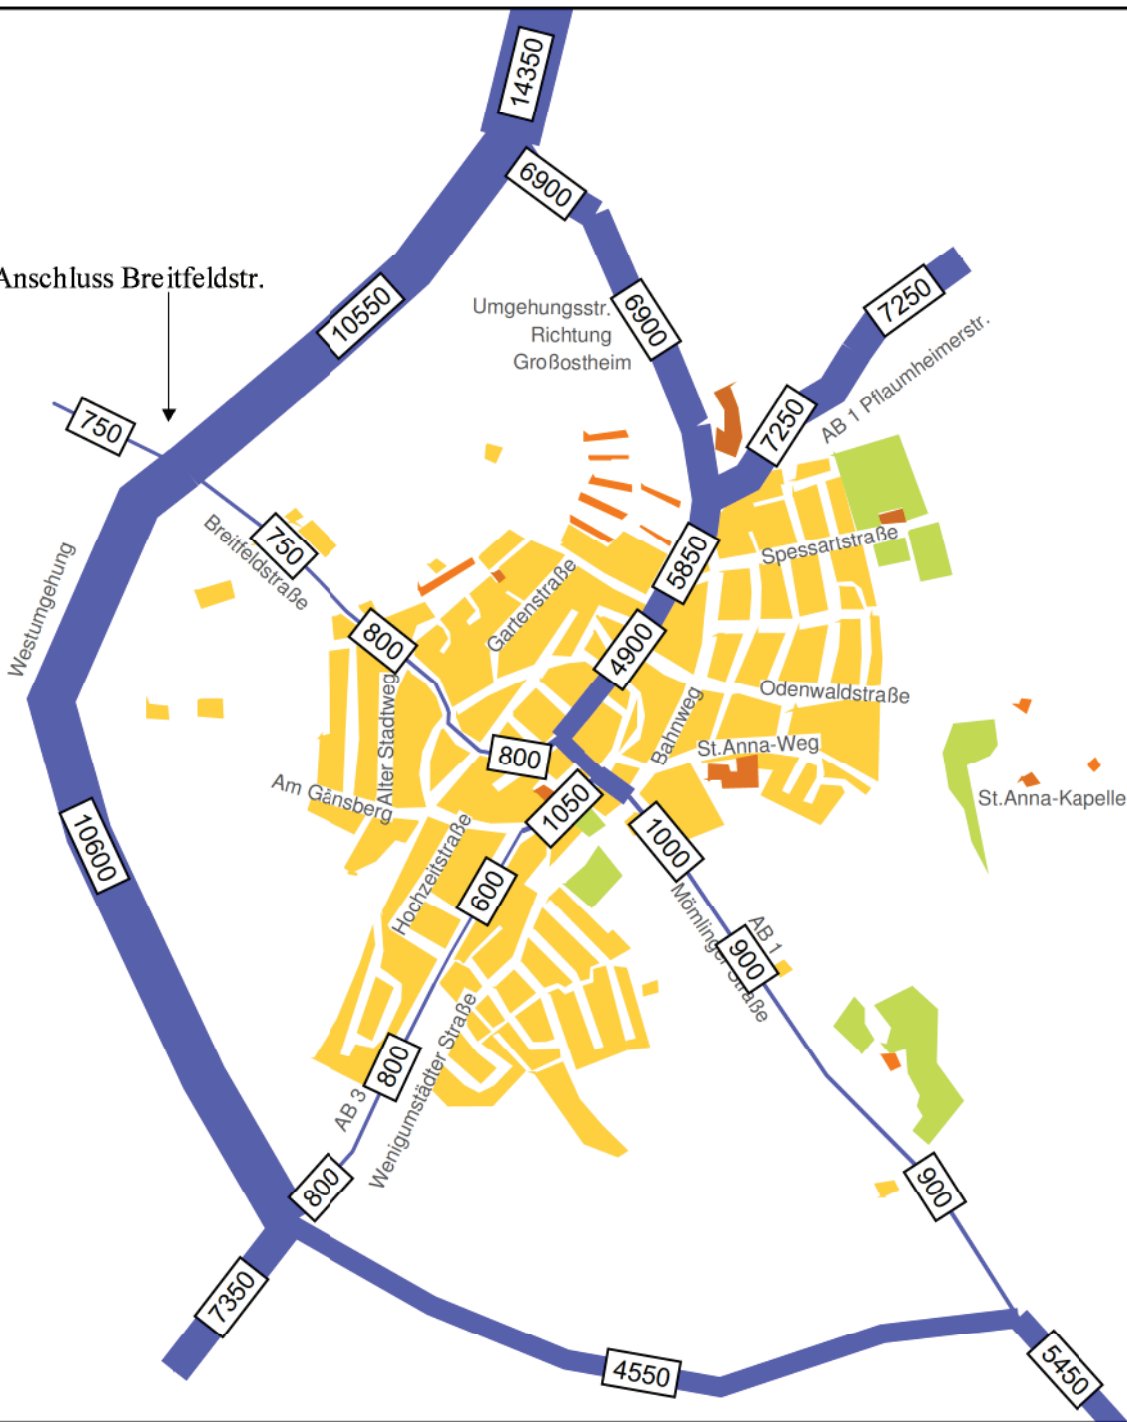 14350
6900
Anschluss Breitfeldstr.
10550
Umgehungsstr.
Richtung
Großostheim
6900
7250
AB 1 Pflaumheimerstr.
750
7250
Breitfeldstraße
750
Spessartstraße
5850
Westumgehung
Gartenstraße
800
4900
Odenwaldstraße
Alter Stadtweg
Bahnweg
St.Anna-Weg
800
Am Gänsberg
1050
St.Anna-Kapelle
10600
Hochzeitstraße
1000
600
Mömlinger Straße
AB 1
900
800
AB 3
Wenigumstädter Straße
800
900
7350
4550
5450